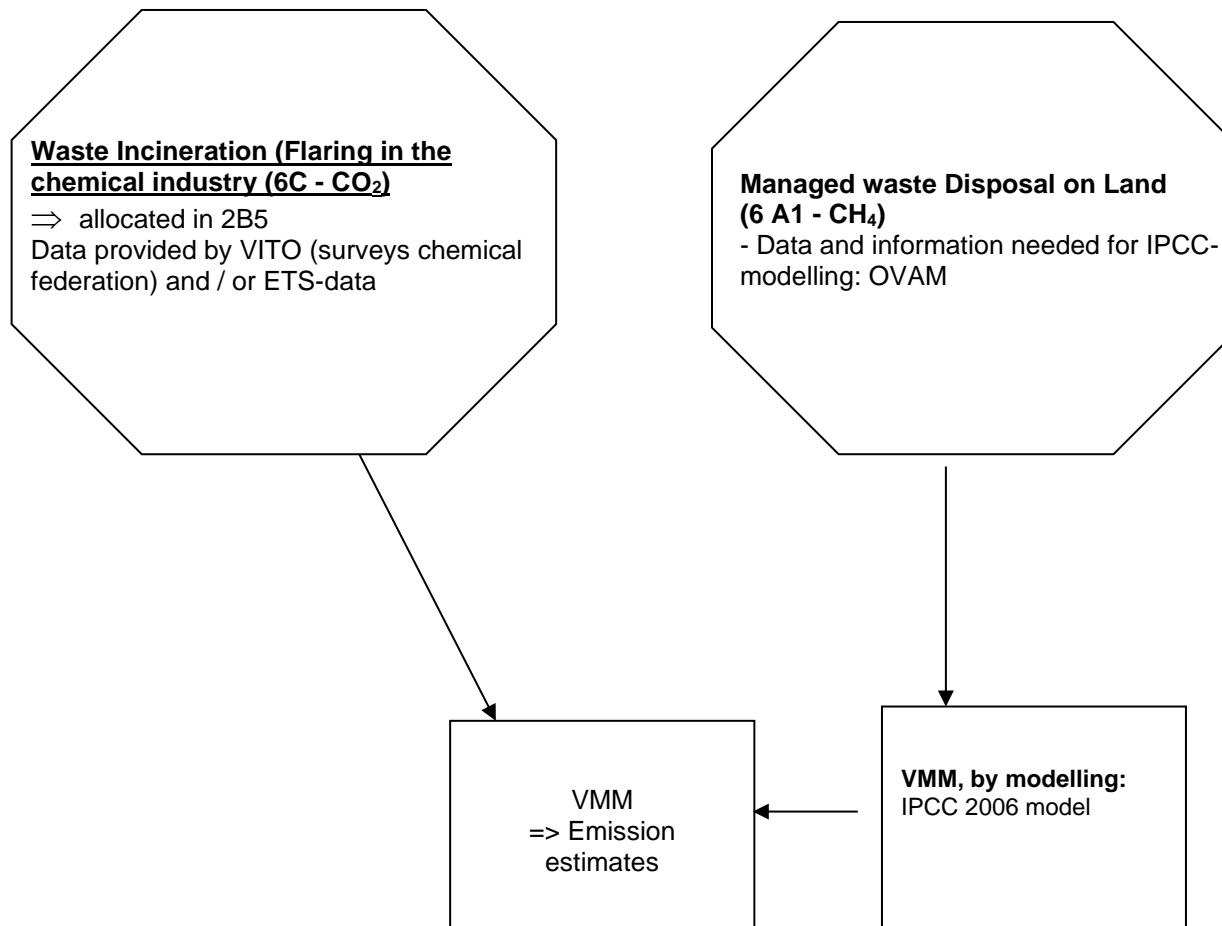 Waste Incineration (Flaring in the
chemical industry (6C - CO₂)
⇒ allocated in 2B5
Data provided by VITO (surveys chemical
federation) and / or ETS-data
Managed waste Disposal on Land
(6 A1 - CH₄)
- Data and information needed for IPCC-
modelling: OVAM
VMM
=> Emission
estimates
VMM, by modelling:
IPCC 2006 model